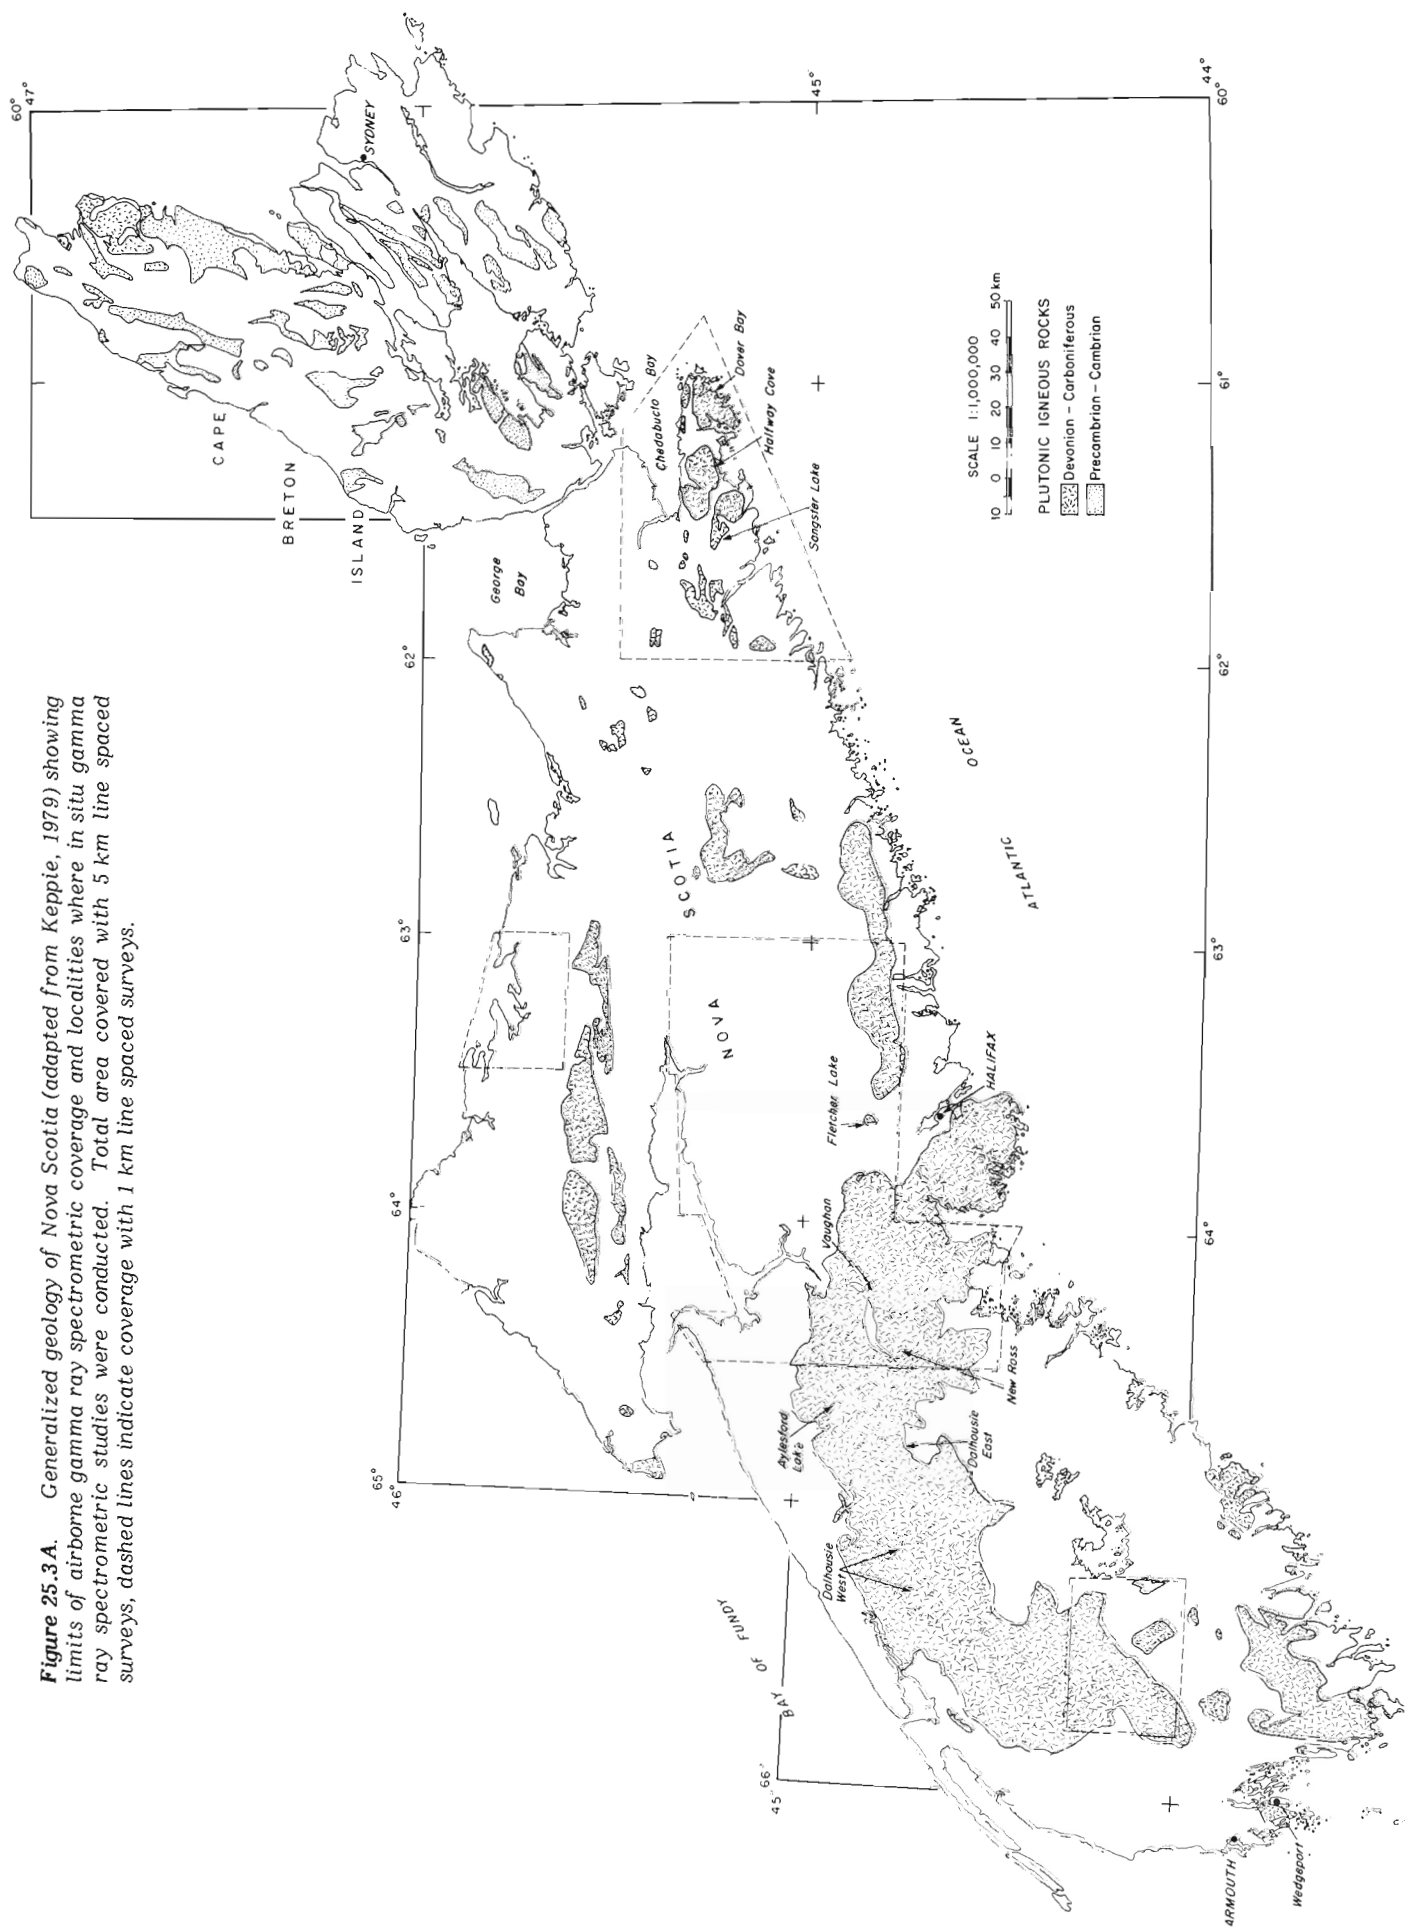 Figure 25.3A. Generalized geology of Nova Scotia (adapted from Keppie, 1979) showing
limits of airborne gamma ray spectrometric coverage and localities where in situ gamma
ray spectrometric studies were conducted. Total area covered with 5 km line spaced
surveys, dashed lines indicate coverage with 1 km line spaced surveys.
60°
47°
SYDNEY
45°
44°
60°
CAPE
BRETON
ISLAND
George
Bay
Chedabucto Bay
Dover Bay
Halfway Cove
Sangster Lake
61°
SCALE 1:1,000,000
10 0 10 20 30 40 50 km
PLUTONIC IGNEOUS ROCKS
Devonian - Carboniferous
Precambrian - Cambrian
62°
62°
OCEAN
ATLANTIC
SCOTIA
NOVA
63°
63°
Fletcher Lake
HALIFAX
64°
64°
Vaughan
New Ross
Aylesford
Lake
Dalhousie
East
65°
46°
Dalhousie
West
BAY
OF
FUNDY
66°
45°
ARMOUTH
Wedgeport